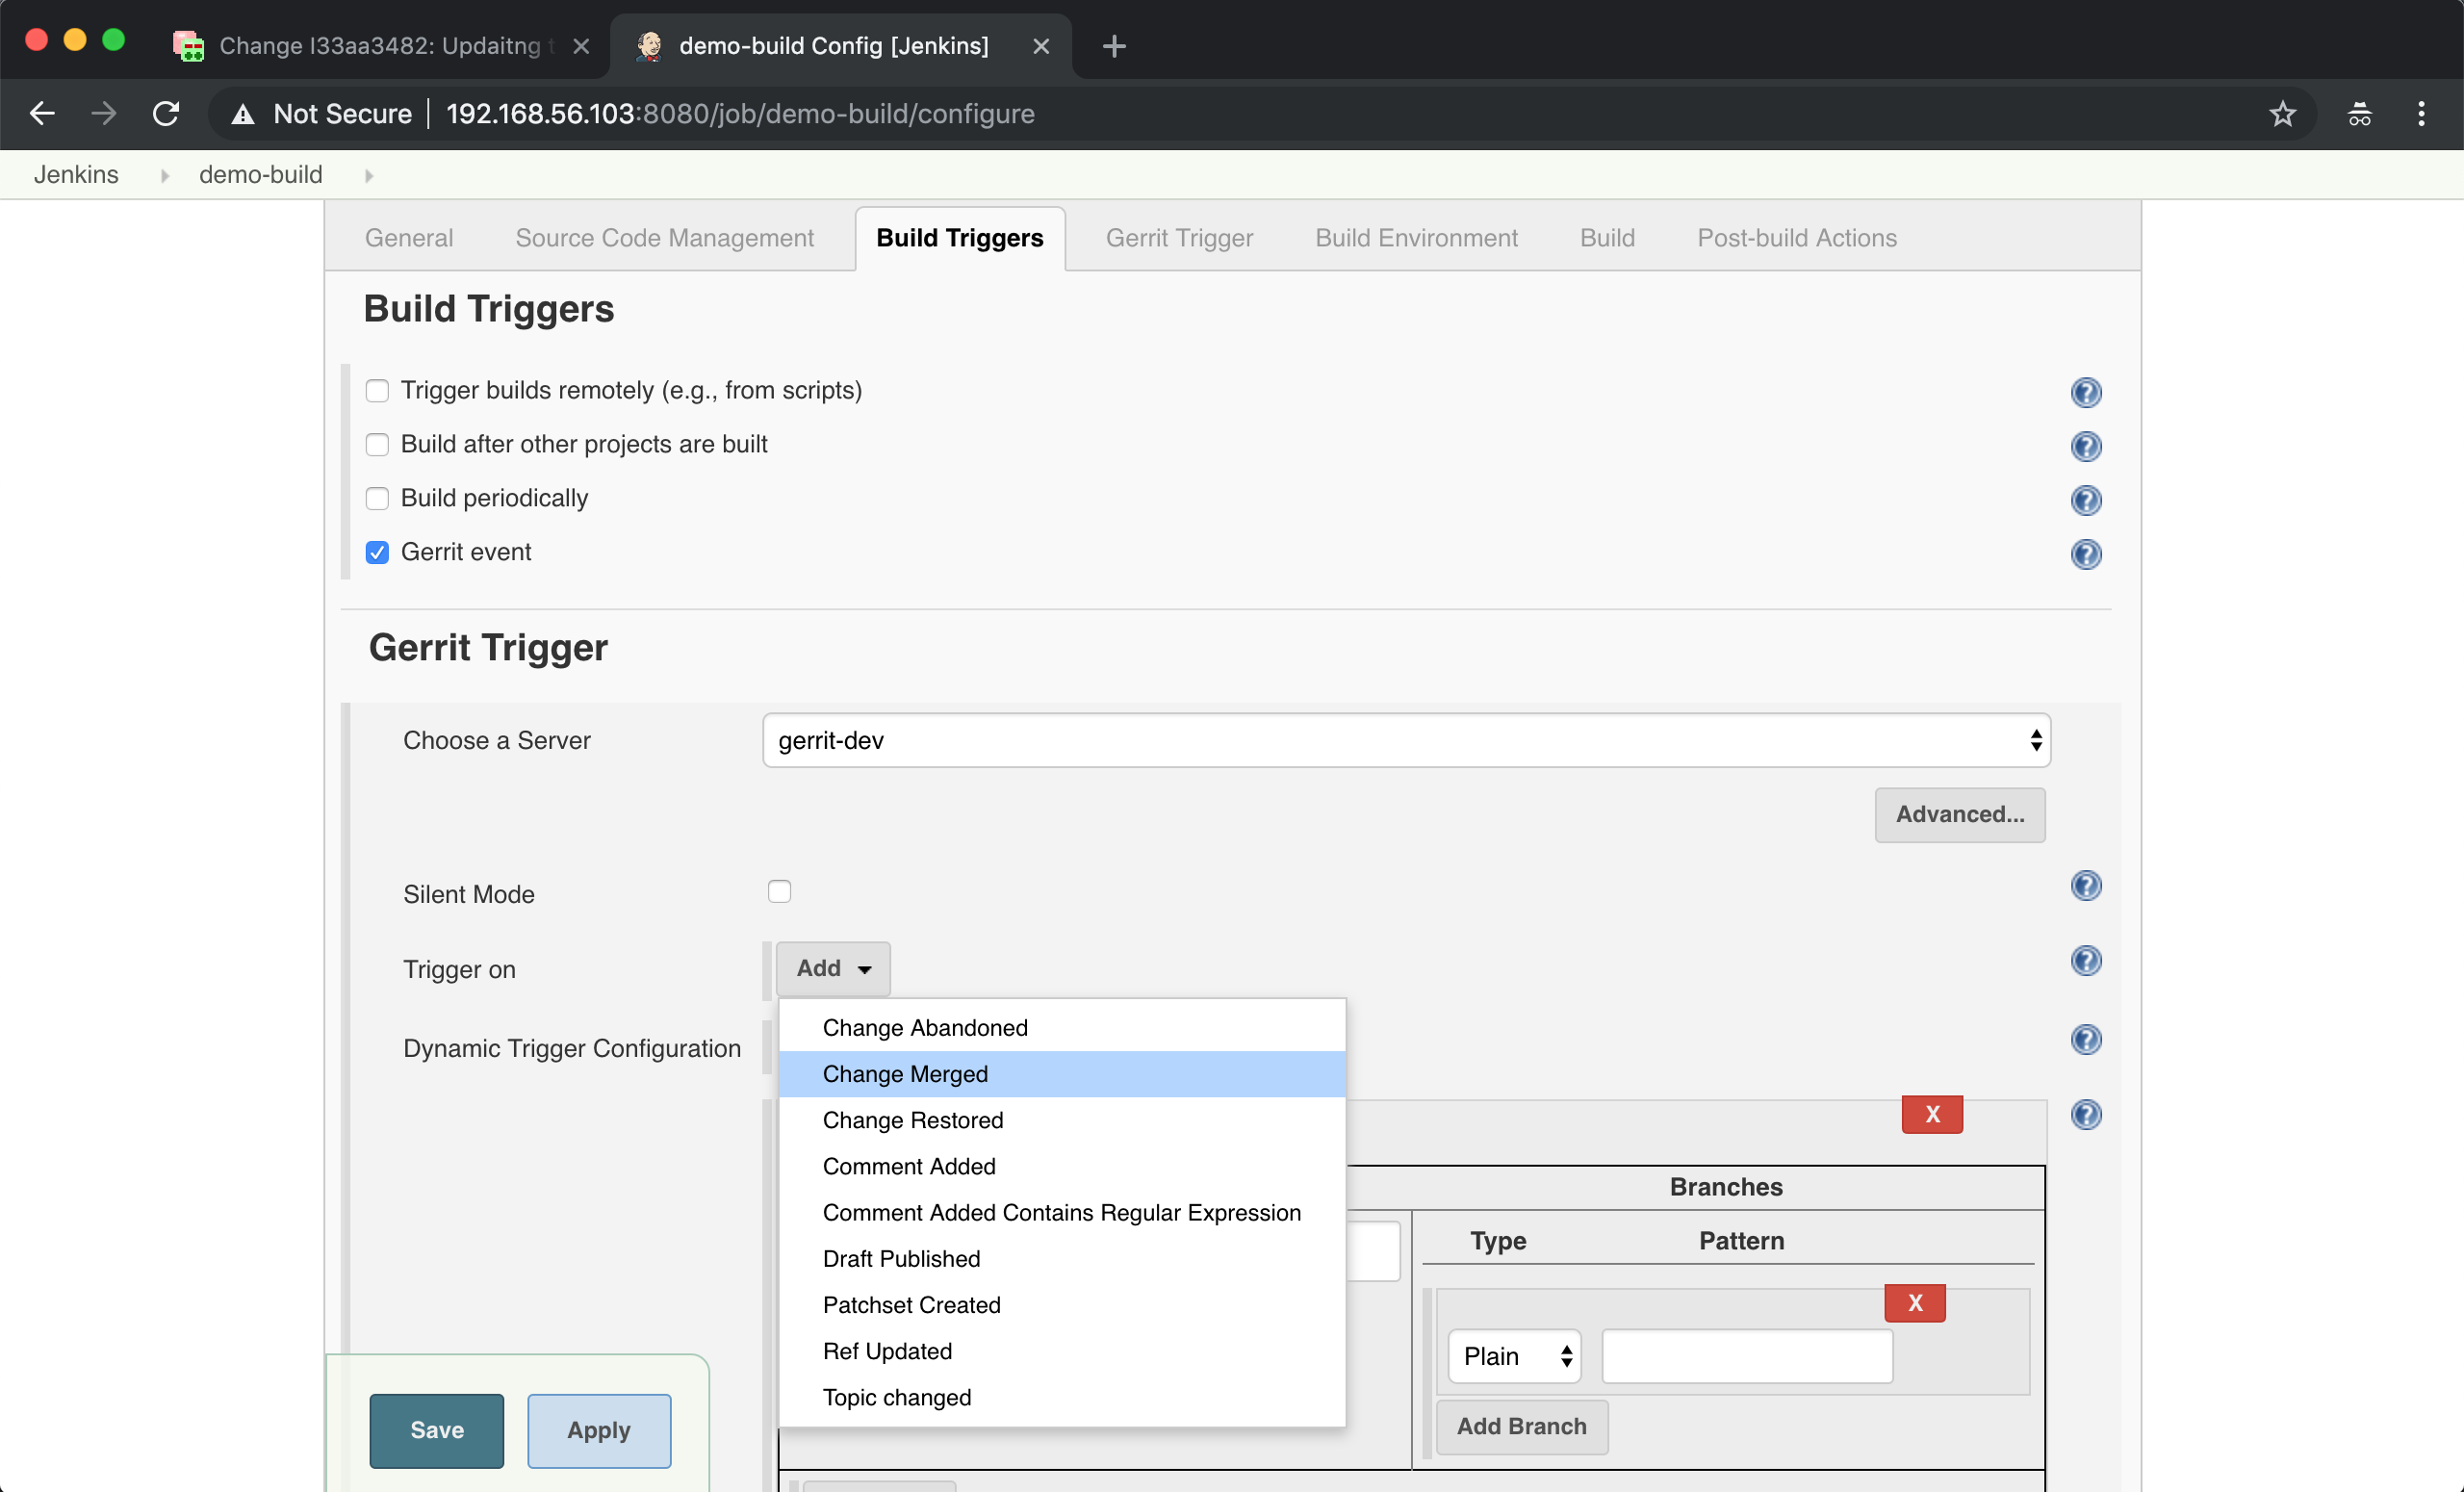 Change I33aa3482: Updaitng t
demo-build Config [Jenkins]
Not Secure | 192.168.56.103:8080/job/demo-build/configure
Jenkins demo-build
General Source Code Management Build Triggers Gerrit Trigger Build Environment Build Post-build Actions
Build Triggers
Trigger builds remotely (e.g., from scripts)
Build after other projects are built
Build periodically
Gerrit event
Gerrit Trigger
Choose a Server gerrit-dev
Advanced...
Silent Mode
Trigger on Add
Dynamic Trigger Configuration
Change Abandoned
Change Merged
Change Restored
Comment Added
Comment Added Contains Regular Expression
Draft Published
Patchset Created
Ref Updated
Topic changed
X
Branches
Type Pattern
X
Plain
Add Branch
Save Apply